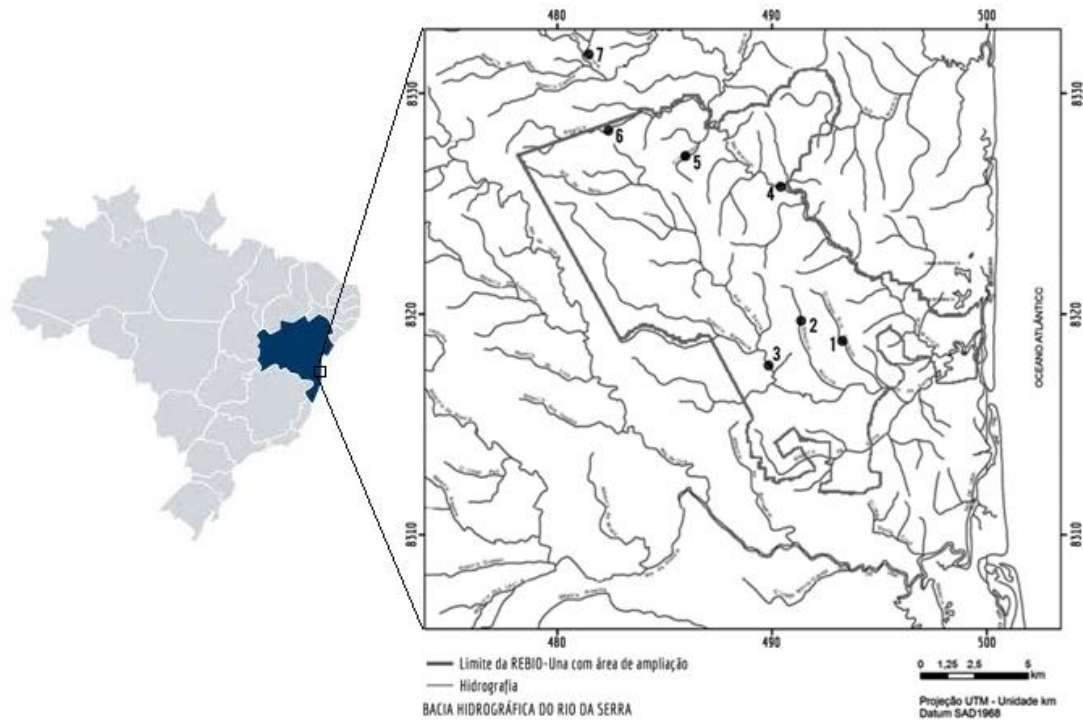 480 490 500
8330 8330
7
6
5
4
8320 8320
2
1
3
OCEANO ATLÂNTICO
8310 8310
480 490 500
Limite da REBIO-Una com área de ampliação
Hidrografia
BACIA HIDROGRÁFICA DO RIO DA SERRA
0 1,25 2,5 5
km
Projeção UTM - Unidade km
Datum SAD1968